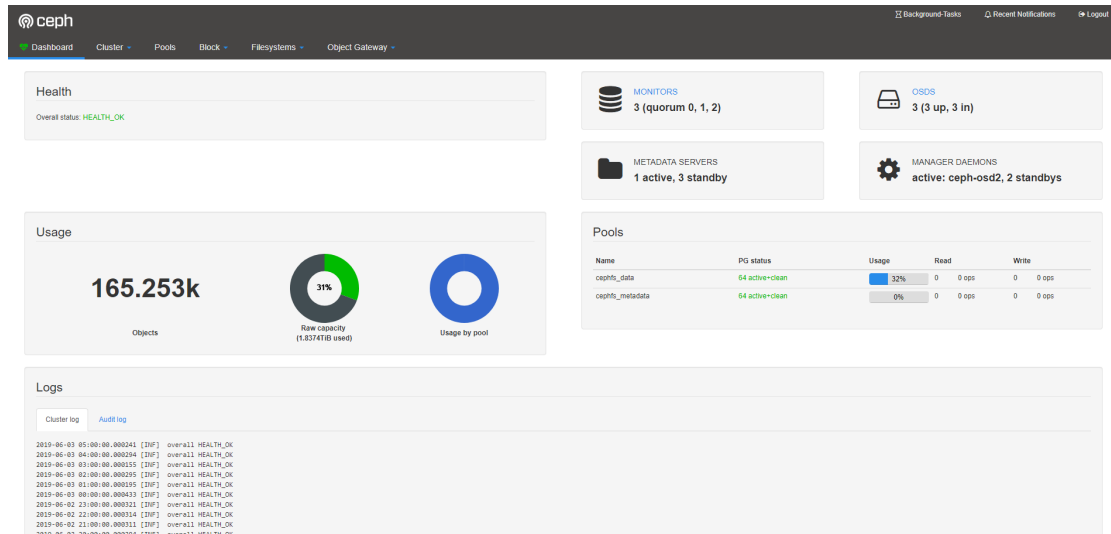 ceph
Background-Tasks Recent Notifications Logout
Dashboard Cluster Pools Block Filesystems Object Gateway
Health
Overall status: HEALTH_OK
MONITORS
3 (quorum 0, 1, 2)
OSDS
3 (3 up, 3 in)
METADATA SERVERS
1 active, 3 standby
MANAGER DAEMONS
active: ceph-osd2, 2 standbys
Usage
165.253k
Objects
31%
Raw capacity
(1.8374TiB used)
Usage by pool
Pools
Name PG status Usage Read Write
cephfs_data 64 active+clean 32% 0 0 ops 0 0 ops
cephfs_metadata 64 active+clean 0% 0 0 ops 0 0 ops
Logs
Cluster log Audit log
2019-06-03 05:00:00.000241 [INF] overall HEALTH_OK
2019-06-03 04:00:00.000294 [INF] overall HEALTH_OK
2019-06-03 03:00:00.000155 [INF] overall HEALTH_OK
2019-06-03 02:00:00.000295 [INF] overall HEALTH_OK
2019-06-03 01:00:00.000195 [INF] overall HEALTH_OK
2019-06-03 00:00:00.000433 [INF] overall HEALTH_OK
2019-06-02 23:00:00.000321 [INF] overall HEALTH_OK
2019-06-02 22:00:00.000314 [INF] overall HEALTH_OK
2019-06-02 21:00:00.000311 [INF] overall HEALTH_OK